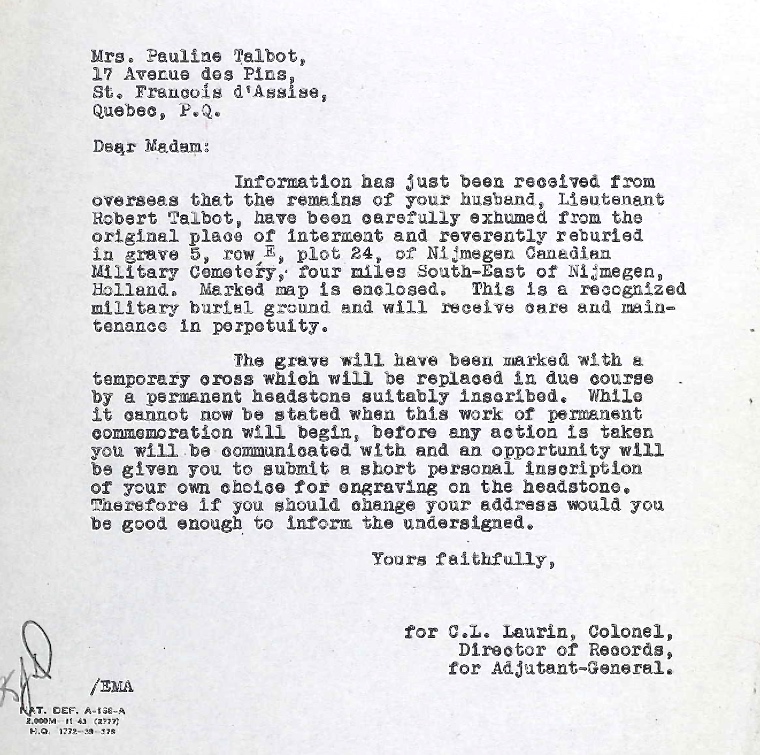 Mrs. Pauline Talbot,
17 Avenue des Pins,
St. Francois d'Assise,
Quebec, P.Q.
Dear Madam:
Information has just been received from
overseas that the remains of your husband, Lieutenant
Robert Talbot, have been carefully exhumed from the
original place of interment and reverently reburied
in grave 5, row E, plot 24, of Nijmegen Canadian
Military Cemetery, four miles South-East of Nijmegen,
Holland. Marked map is enclosed. This is a recognized
military burial ground and will receive care and main-
tenance in perpetuity.
The grave will have been marked with a
temporary cross which will be replaced in due course
by a permanent headstone suitably inscribed. While
it cannot now be stated when this work of permanent
commemoration will begin, before any action is taken
you will be communicated with and an opportunity will
be given you to submit a short personal inscription
of your own choice for engraving on the headstone.
Therefore if you should change your address would you
be good enough to inform the undersigned.
Yours faithfully,
for C.L. Laurin, Colonel,
Director of Records,
for Adjutant-General.
/EMA
NAT. DEF. A-158-A
2,000M-11-43 (2777)
H.Q. 1772-39-378